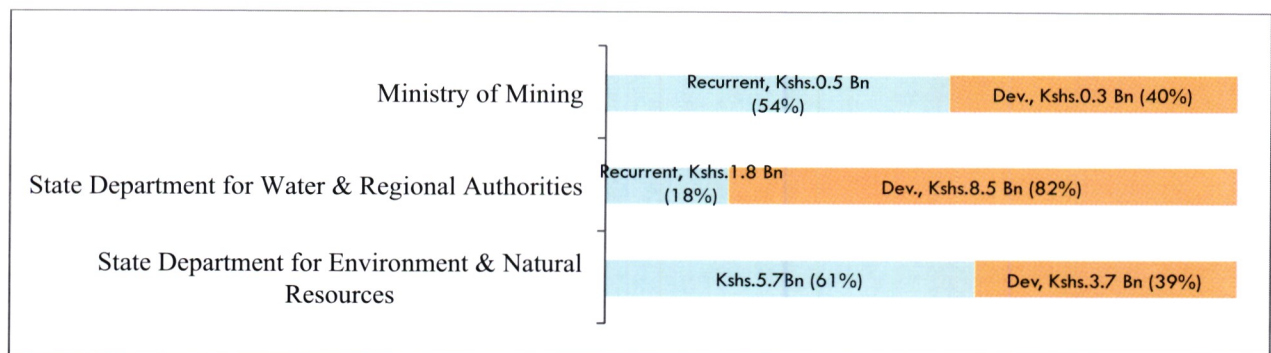 Ministry of Mining
Recurrent, Kshs.0.5 Bn
(54%)
Dev., Kshs.0.3 Bn (40%)
State Department for Water & Regional Authorities
Recurrent, Kshs.1.8 Bn
(18%)
Dev., Kshs.8.5 Bn (82%)
State Department for Environment & Natural
Resources
Kshs.5.7Bn (61%)
Dev, Kshs.3.7 Bn (39%)